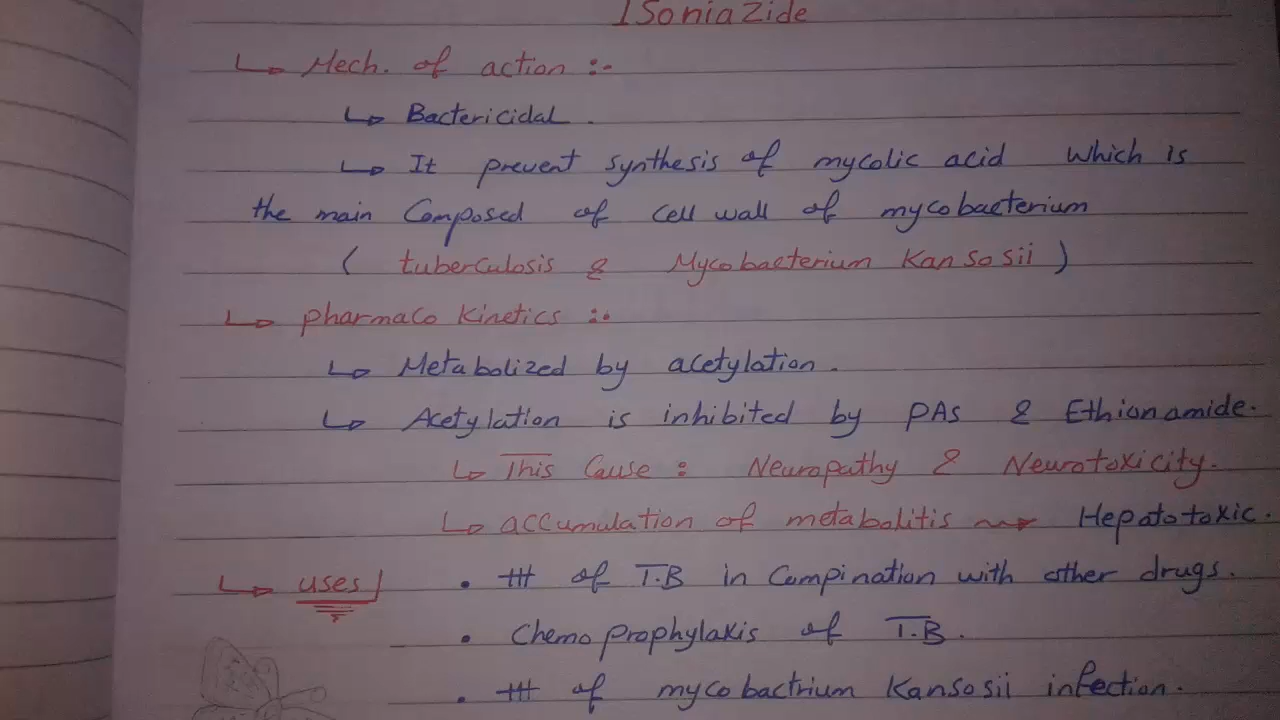 Isoniazide
↳ Mech. of action :-
↳ Bactericidal.
↳ It prevent synthesis of mycolic acid which is
the main composed of cell wall of mycobacterium
( tuberculosis & Mycobacterium Kansosii )
↳ pharmaco kinetics :-
↳ Metabolized by acetylation.
↳ Acetylation is inhibited by PAs & Ethionamide.
↳ This Cause : Neuropathy & Neurotoxicity.
↳ accumulation of metabolitis → Hepatotoxic.
↳ uses/ • ttt of T.B in Compination with other drugs.
• Chemoprophylaxis of T.B.
• ttt of mycobactrium Kansosii infection.